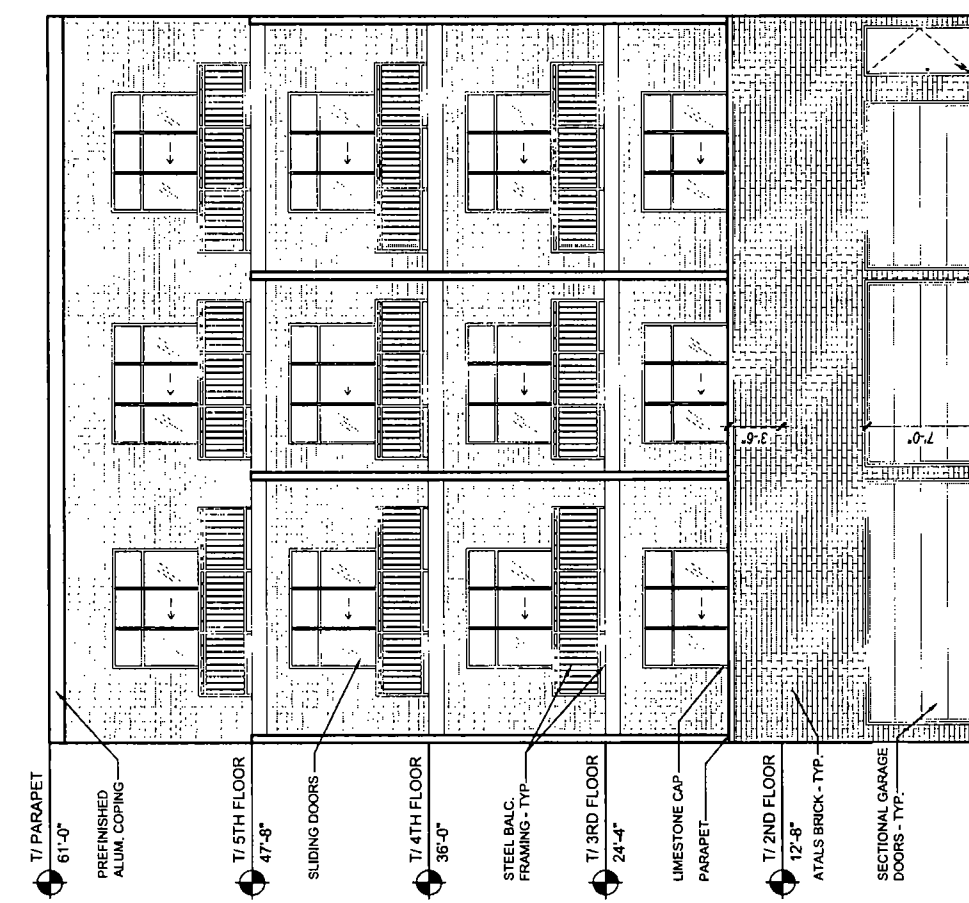 T/ PARAPET
61'-0"
PREFINISHED
ALUM. COPING
T/ 5TH FLOOR
47'-8"
SLIDING DOORS
T/ 4TH FLOOR
36'-0"
STEEL BALC.
FRAMING - TYP.
T/ 3RD FLOOR
24'-4"
LIMESTONE CAP
PARAPET
T/ 2ND FLOOR
12'-8"
ATALS BRICK - TYP.
SECTIONAL GARAGE
DOORS - TYP.
3'-6"
7'-0"